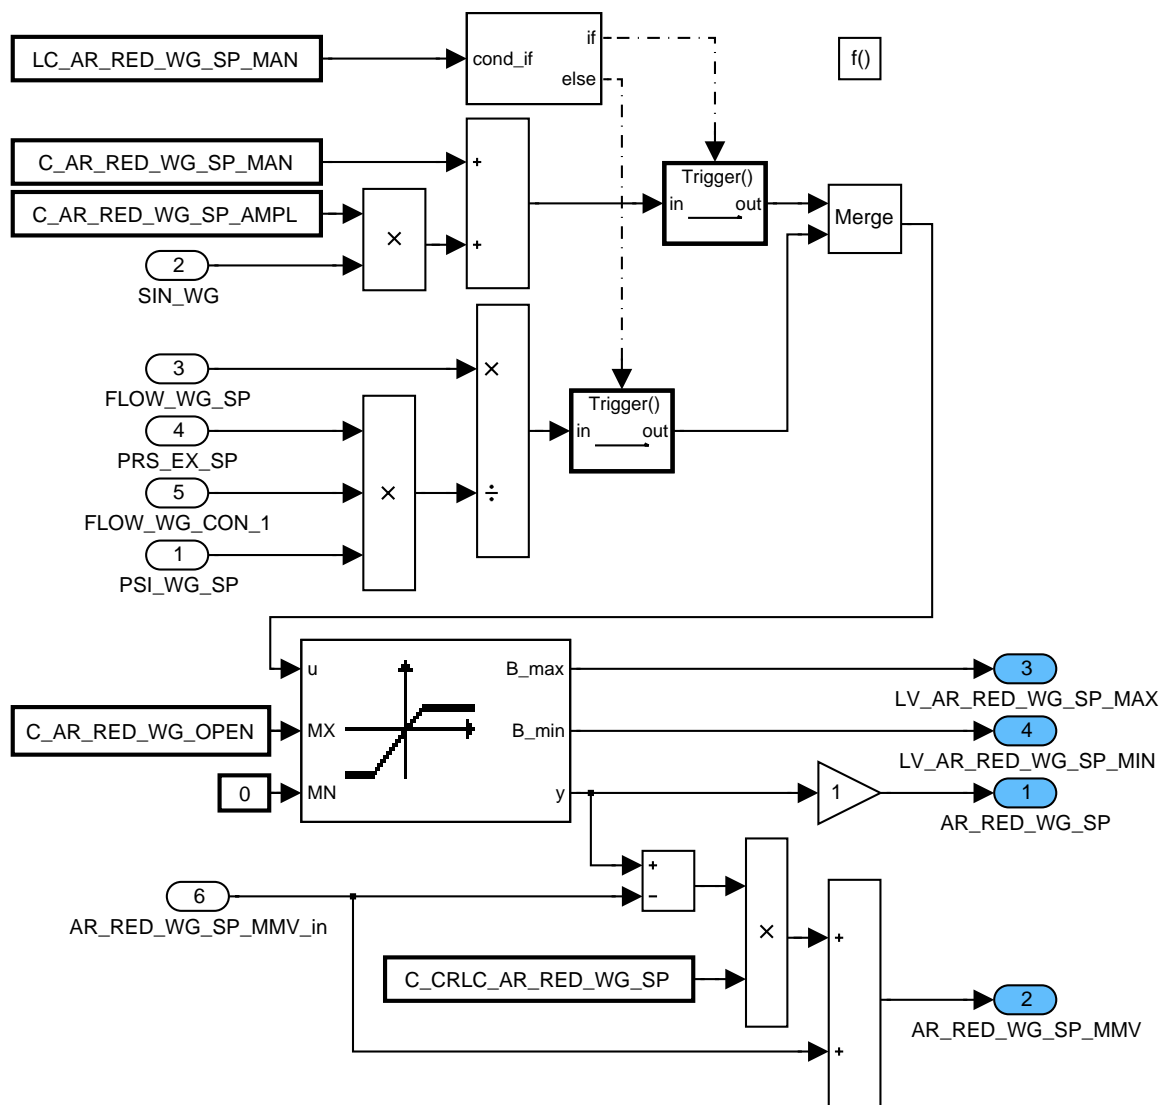 LC_AR_RED_WG_SP_MAN
cond_if
if
else
f()
C_AR_RED_WG_SP_MAN
C_AR_RED_WG_SP_AMPL
×
+
+
2
SIN_WG
Trigger()
in
out
Merge
3
FLOW_WG_SP
4
PRS_EX_SP
5
FLOW_WG_CON_1
1
PSI_WG_SP
×
×
÷
Trigger()
in
out
u
MX
MN
B_max
B_min
y
C_AR_RED_WG_OPEN
0
3
LV_AR_RED_WG_SP_MAX
4
LV_AR_RED_WG_SP_MIN
1
1
AR_RED_WG_SP
+
−
6
AR_RED_WG_SP_MMV_in
×
C_CRLC_AR_RED_WG_SP
+
+
2
AR_RED_WG_SP_MMV